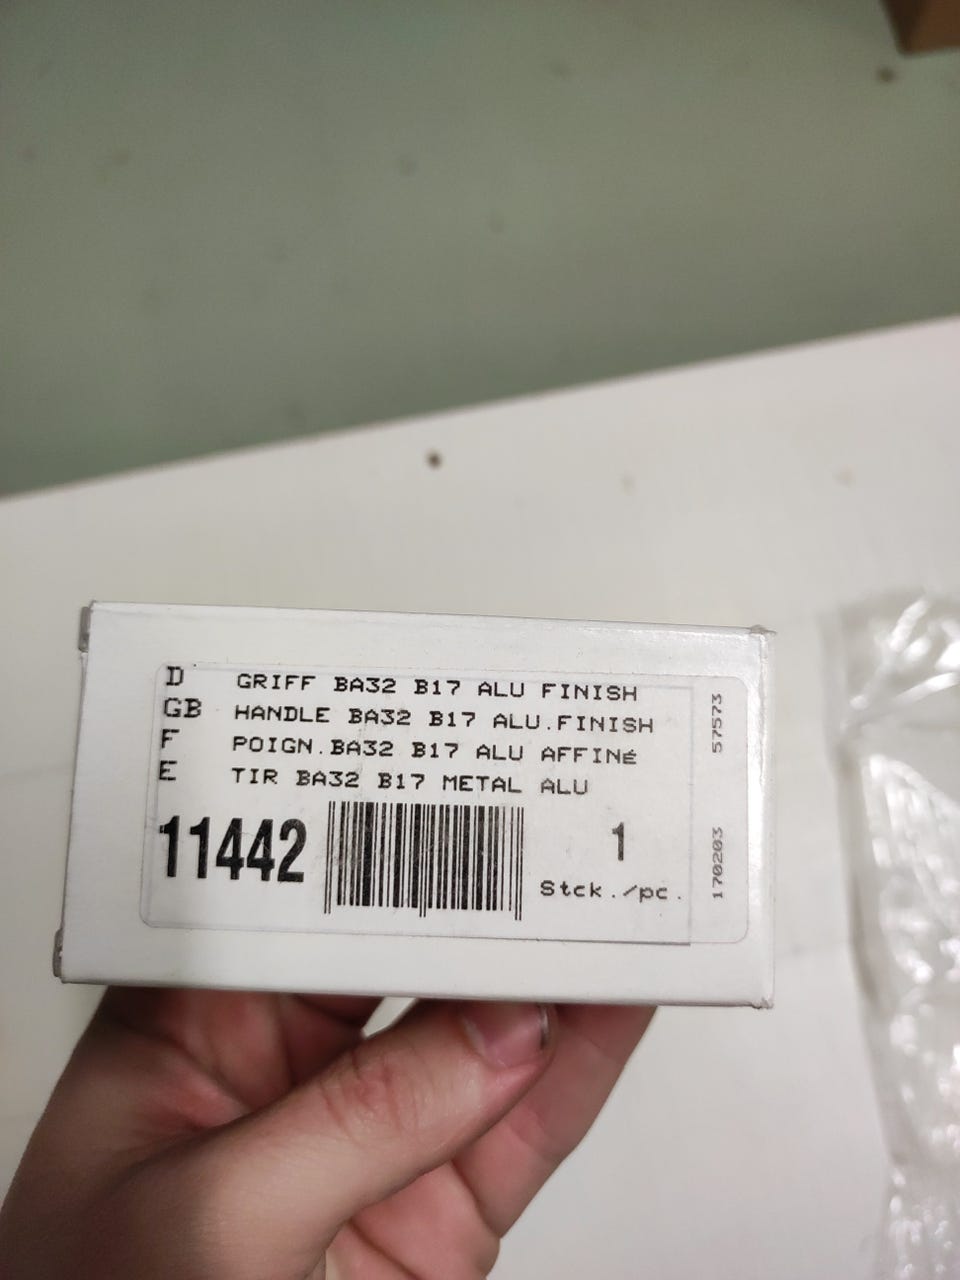 D GRIFF BA32 B17 ALU FINISH
GB HANDLE BA32 B17 ALU.FINISH
F POIGN.BA32 B17 ALU AFFINé
E TIR BA32 B17 METAL ALU
11442
1
Stck./pc.
57573
170203